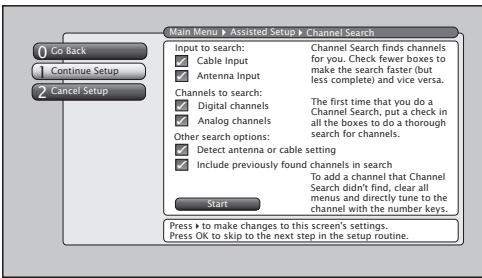 Main Menu ▸ Assisted Setup ▸ Channel Search
0 Go Back
1 Continue Setup
2 Cancel Setup
Input to search:
Cable Input
Antenna Input
Channels to search:
Digital channels
Analog channels
Other search options:
Detect antenna or cable setting
Include previously found channels in search
Start
Channel Search finds channels
for you. Check fewer boxes to
make the search faster (but
less complete) and vice versa.
The first time that you do a
Channel Search, put a check in
all the boxes to do a thorough
search for channels.
To add a channel that Channel
Search didn't find, clear all
menus and directly tune to the
channel with the number keys.
Press ▸ to make changes to this screen's settings.
Press OK to skip to the next step in the setup routine.